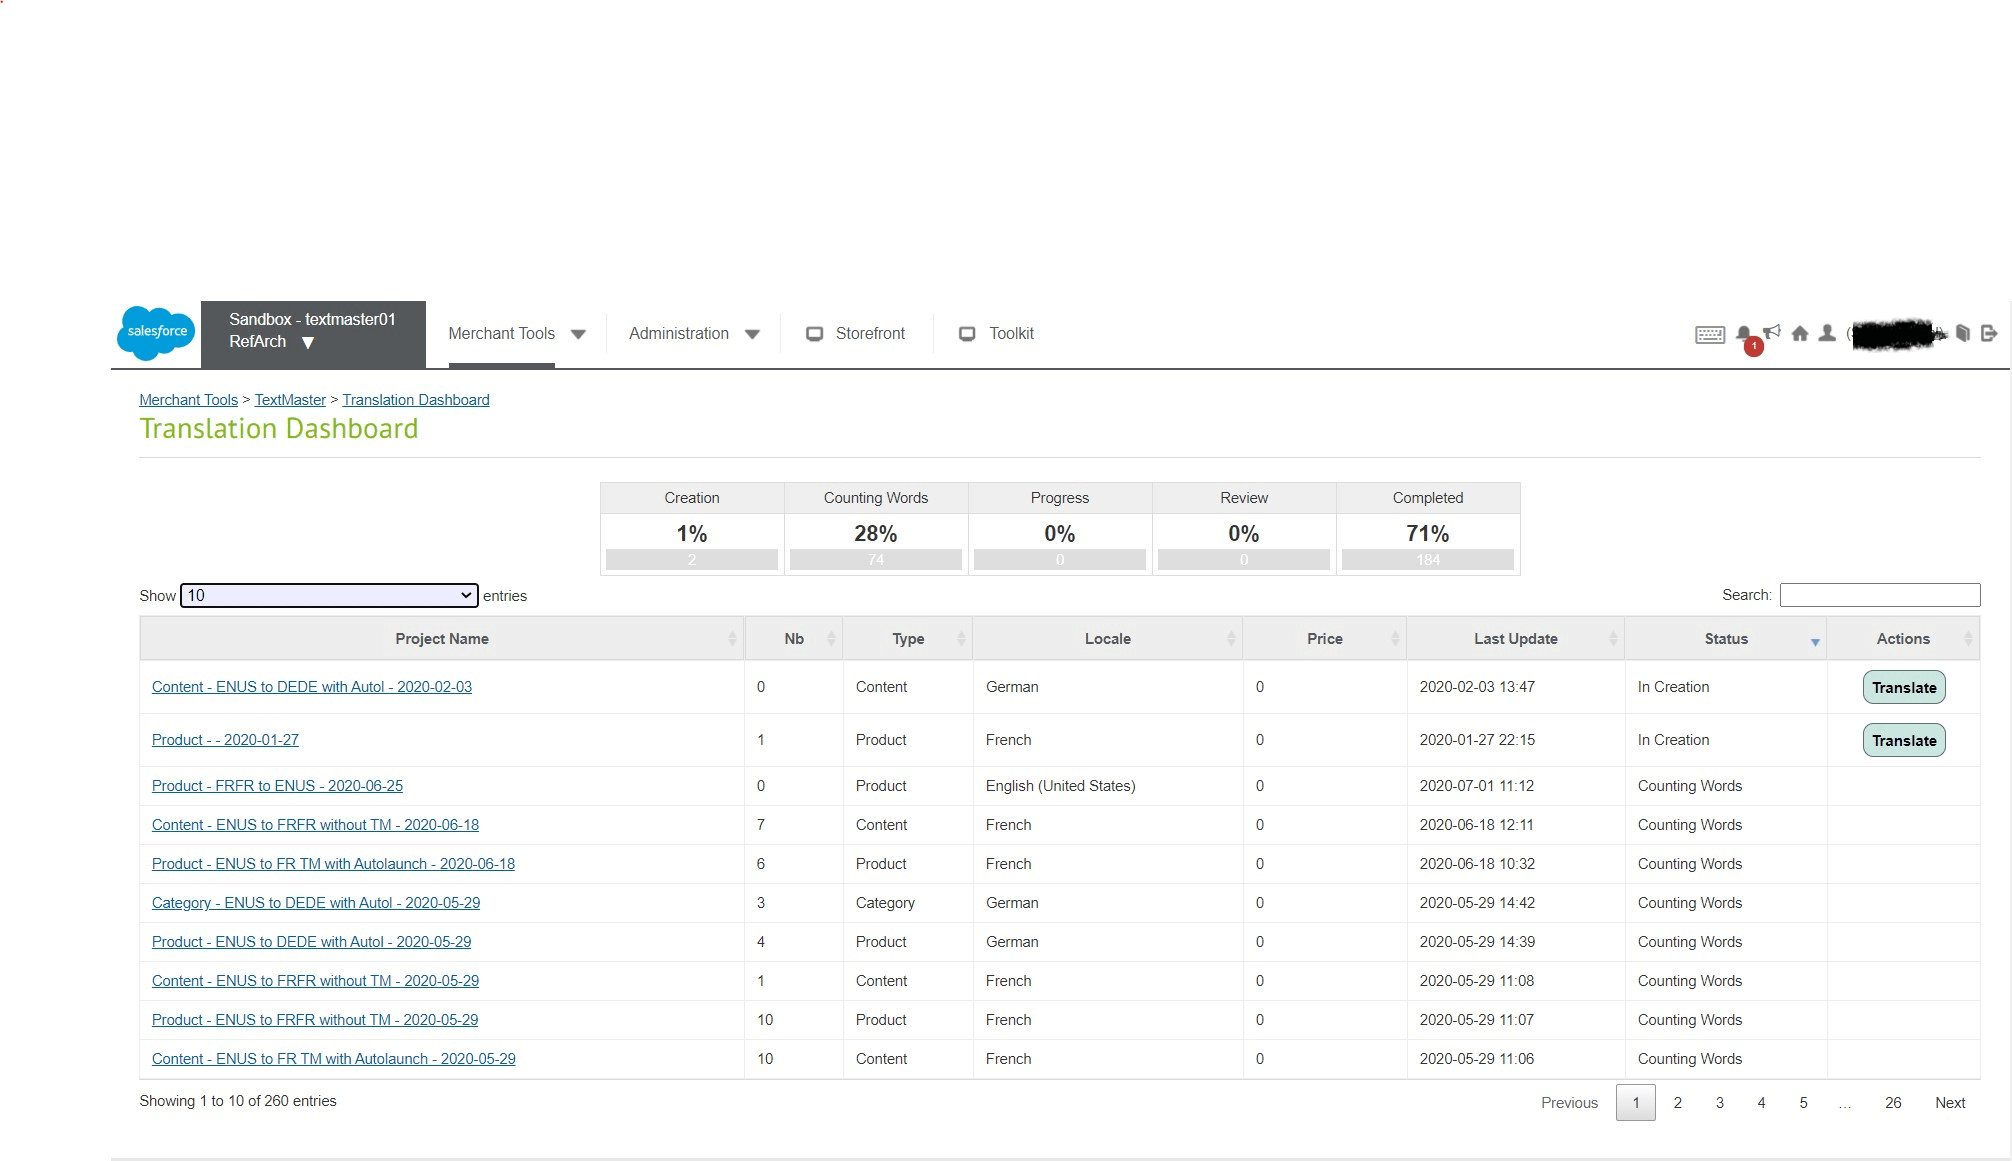 salesforce
Sandbox - textmaster01
RefArch
Merchant Tools
Administration
Storefront
Toolkit
1
Merchant Tools > TextMaster > Translation Dashboard
Translation Dashboard
Creation Counting Words Progress Review Completed
1% 28% 0% 0% 71%
2 74 0 0 184
Show 10 entries
Search:
Project Name Nb Type Locale Price Last Update Status Actions
Content - ENUS to DEDE with Autol - 2020-02-03 0 Content German 0 2020-02-03 13:47 In Creation Translate
Product - - 2020-01-27 1 Product French 0 2020-01-27 22:15 In Creation Translate
Product - FRFR to ENUS - 2020-06-25 0 Product English (United States) 0 2020-07-01 11:12 Counting Words
Content - ENUS to FRFR without TM - 2020-06-18 7 Content French 0 2020-06-18 12:11 Counting Words
Product - ENUS to FR TM with Autolaunch - 2020-06-18 6 Product French 0 2020-06-18 10:32 Counting Words
Category - ENUS to DEDE with Autol - 2020-05-29 3 Category German 0 2020-05-29 14:42 Counting Words
Product - ENUS to DEDE with Autol - 2020-05-29 4 Product German 0 2020-05-29 14:39 Counting Words
Content - ENUS to FRFR without TM - 2020-05-29 1 Content French 0 2020-05-29 11:08 Counting Words
Product - ENUS to FRFR without TM - 2020-05-29 10 Product French 0 2020-05-29 11:07 Counting Words
Content - ENUS to FR TM with Autolaunch - 2020-05-29 10 Content French 0 2020-05-29 11:06 Counting Words
Showing 1 to 10 of 260 entries
Previous 1 2 3 4 5 … 26 Next